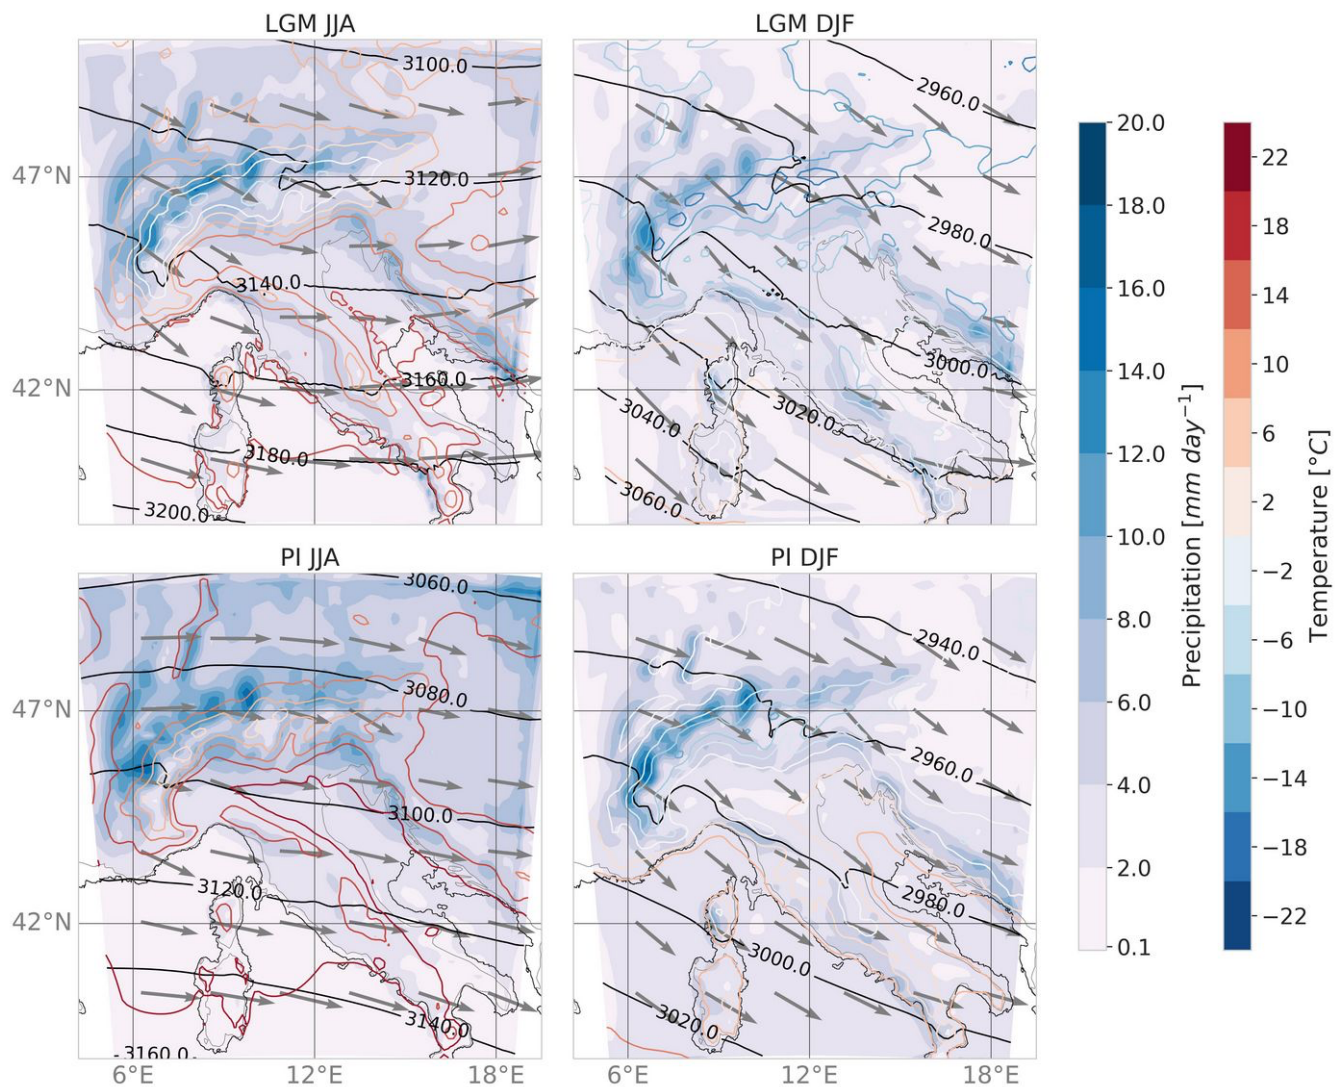 LGM JJA
LGM DJF
3100.0
2960.0
47°N
3120.0
2980.0
3140.0
3000.0
42°N
3160.0
3040.0
3020.0
3180.0
3060.0
3200.0
PI JJA
PI DJF
3060.0
2940.0
3080.0
47°N
2960.0
3100.0
3120.0
2980.0
42°N
3000.0
3140.0
3020.0
3160.0
6°E
12°E
18°E
6°E
12°E
18°E
20.0
18.0
16.0
14.0
12.0
10.0
8.0
6.0
4.0
2.0
0.1
Precipitation [mm day⁻¹]
22
18
14
10
6
2
−2
−6
−10
−14
−18
−22
Temperature [°C]